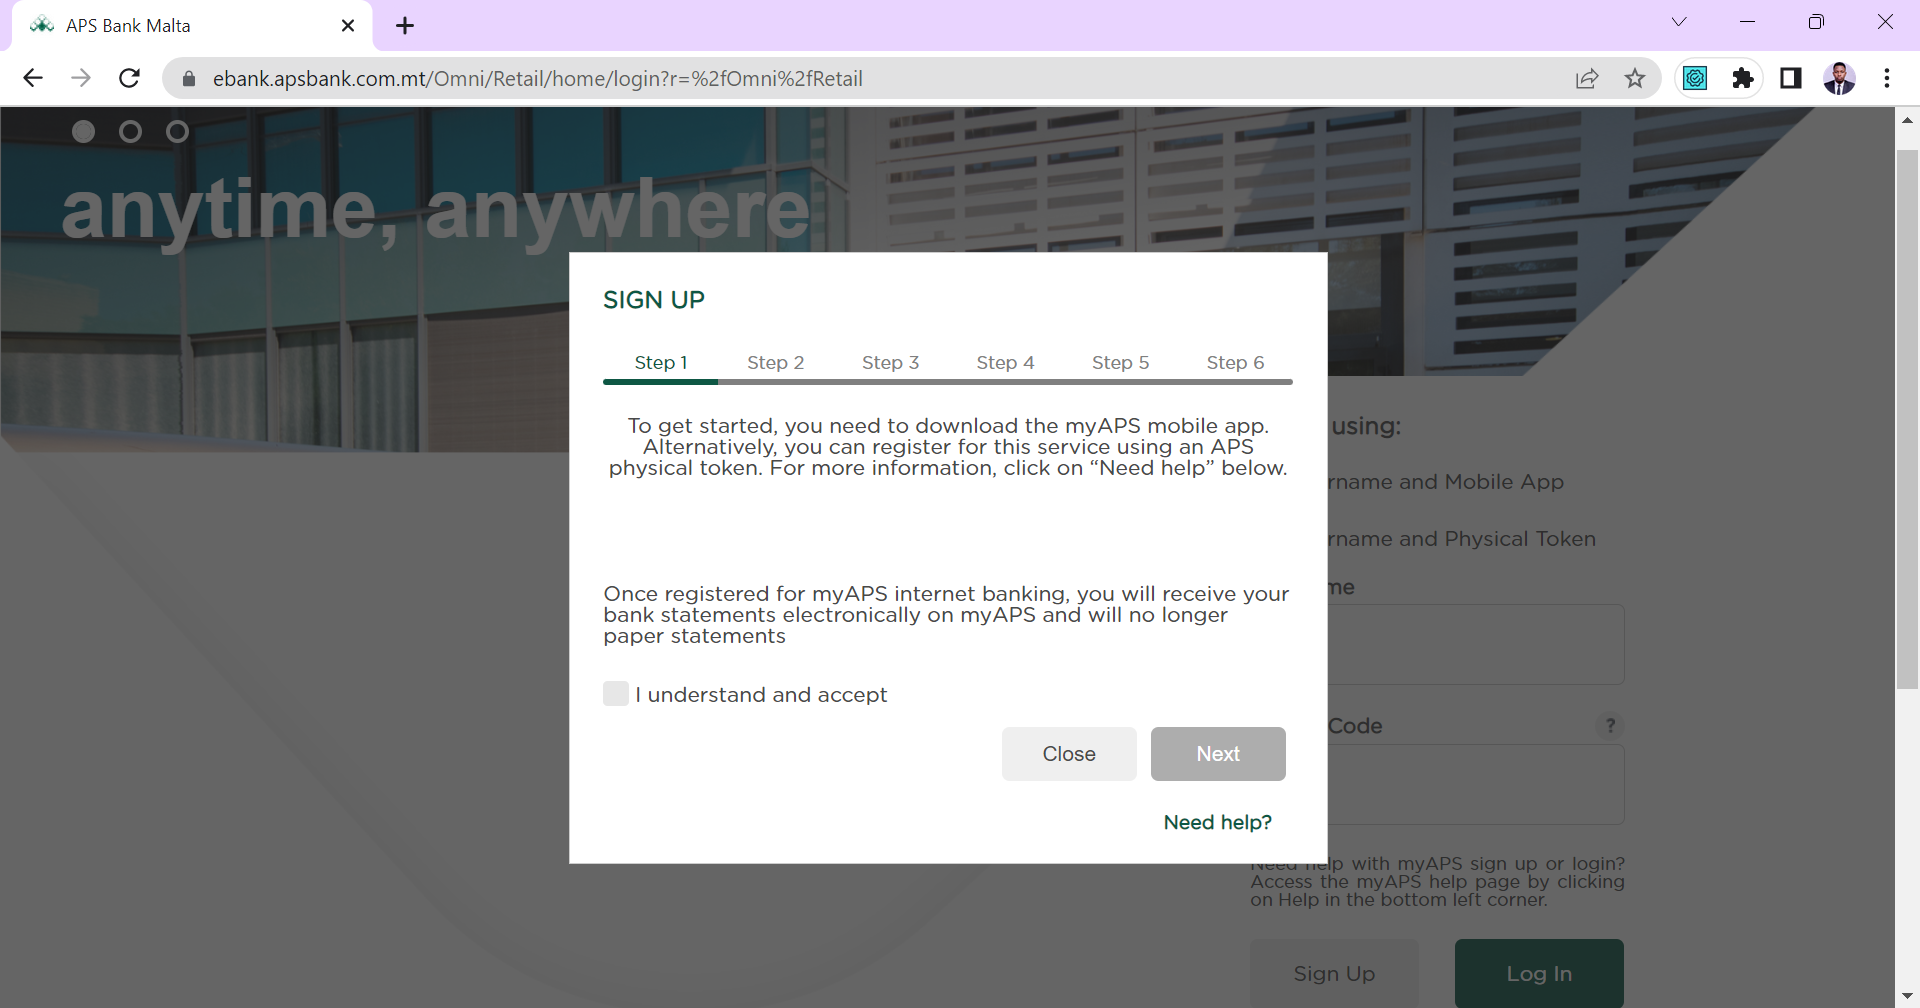 APS Bank Malta
ebank.apsbank.com.mt/Omni/Retail/home/login?r=%2fOmni%2fRetail
anytime, anywhere
SIGN UP
Step 1 Step 2 Step 3 Step 4 Step 5 Step 6
To get started, you need to download the myAPS mobile app.
Alternatively, you can register for this service using an APS
physical token. For more information, click on “Need help” below.
Once registered for myAPS internet banking, you will receive your
bank statements electronically on myAPS and will no longer
paper statements
I understand and accept
Close Next
Need help?
using:
rname and Mobile App
rname and Physical Token
me
Code ?
Need help with myAPS sign up or login?
Access the myAPS help page by clicking
on Help in the bottom left corner.
Sign Up Log In